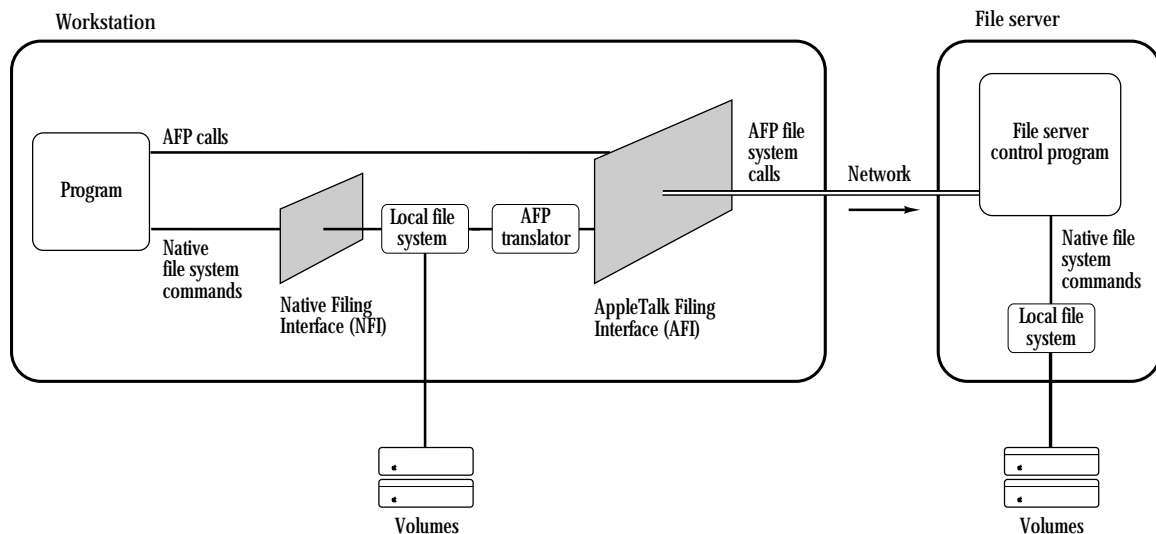 Workstation
File server
AFP calls
Program
Native
file system
commands
Native Filing
Interface (NFI)
Local file
system
AFP
translator
AppleTalk Filing
Interface (AFI)
AFP file
system
calls
Network
File server
control program
Native file
system
commands
Local file
system
Volumes
Volumes